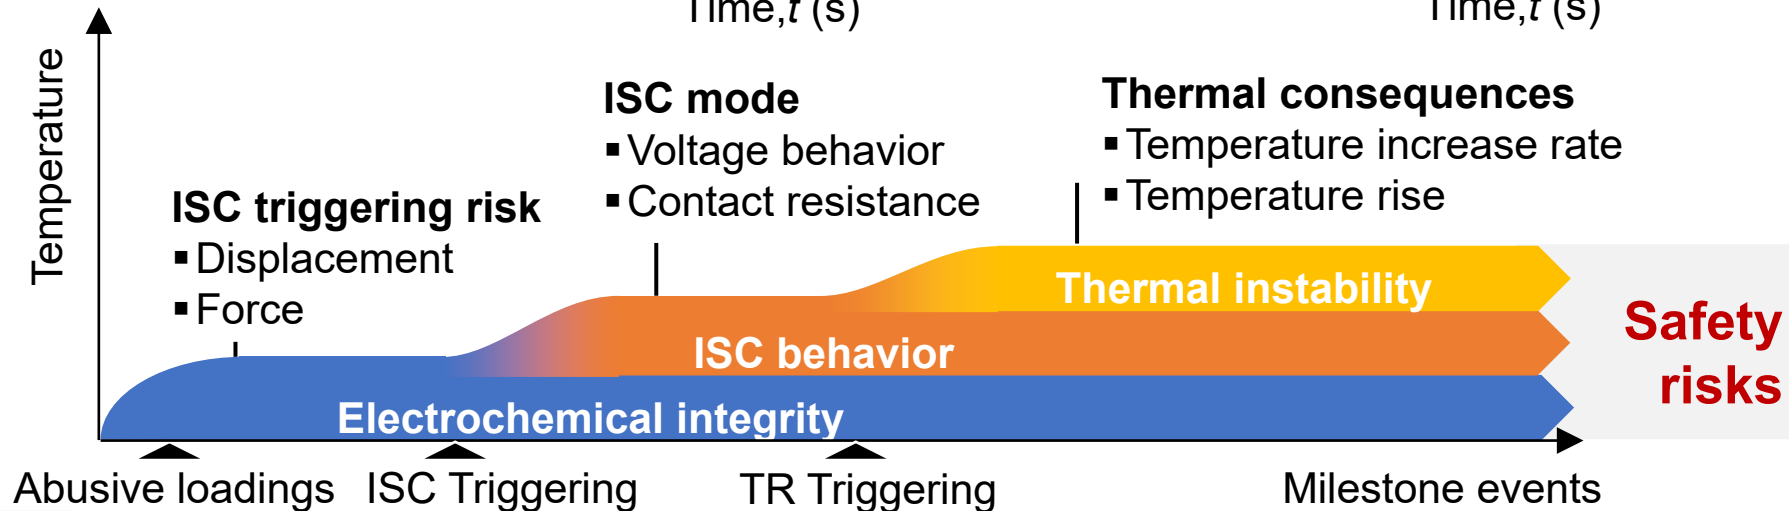 Time,t (s)
Time,t (s)
Temperature
ISC triggering risk
▪ Displacement
▪ Force
ISC mode
▪ Voltage behavior
▪ Contact resistance
Thermal consequences
▪ Temperature increase rate
▪ Temperature rise
Thermal instability
ISC behavior
Electrochemical integrity
Safety
risks
Abusive loadings
ISC Triggering
TR Triggering
Milestone events